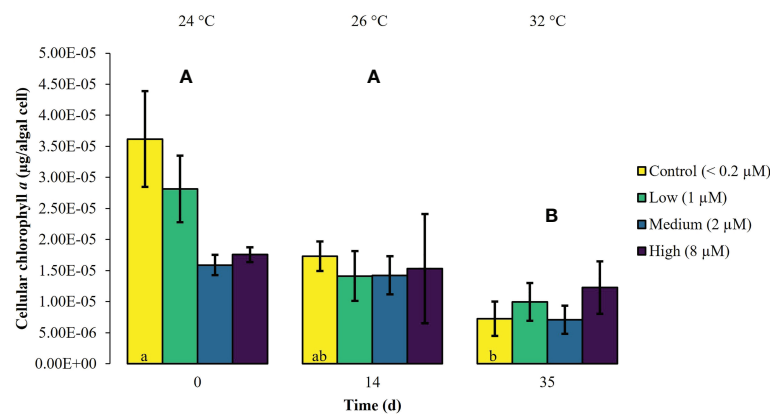 24 °C 26 °C 32 °C
5.00E-05
4.50E-05
4.00E-05
3.50E-05
3.00E-05
2.50E-05
2.00E-05
1.50E-05
1.00E-05
5.00E-06
0.00E+00
Cellular chlorophyll a (µg/algal cell)
A A B
a ab b
0 14 35
Time (d)
Control (< 0.2 µM)
Low (1 µM)
Medium (2 µM)
High (8 µM)